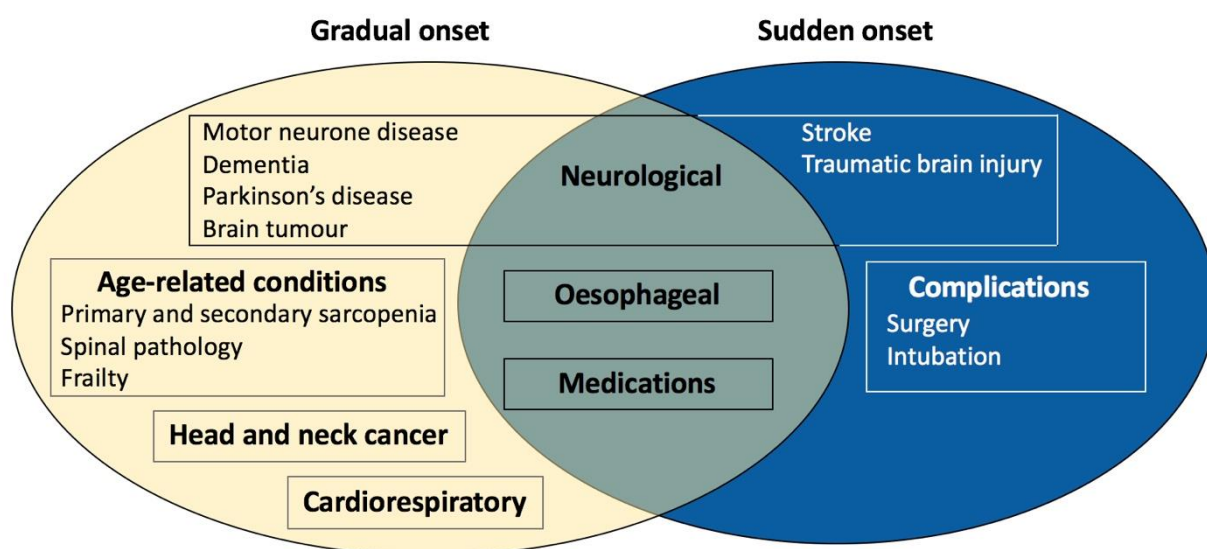 Gradual onset
Sudden onset
Motor neurone disease
Dementia
Parkinson's disease
Brain tumour
Neurological
Stroke
Traumatic brain injury
Age-related conditions
Primary and secondary sarcopenia
Spinal pathology
Frailty
Oesophageal
Medications
Complications
Surgery
Intubation
Head and neck cancer
Cardiorespiratory